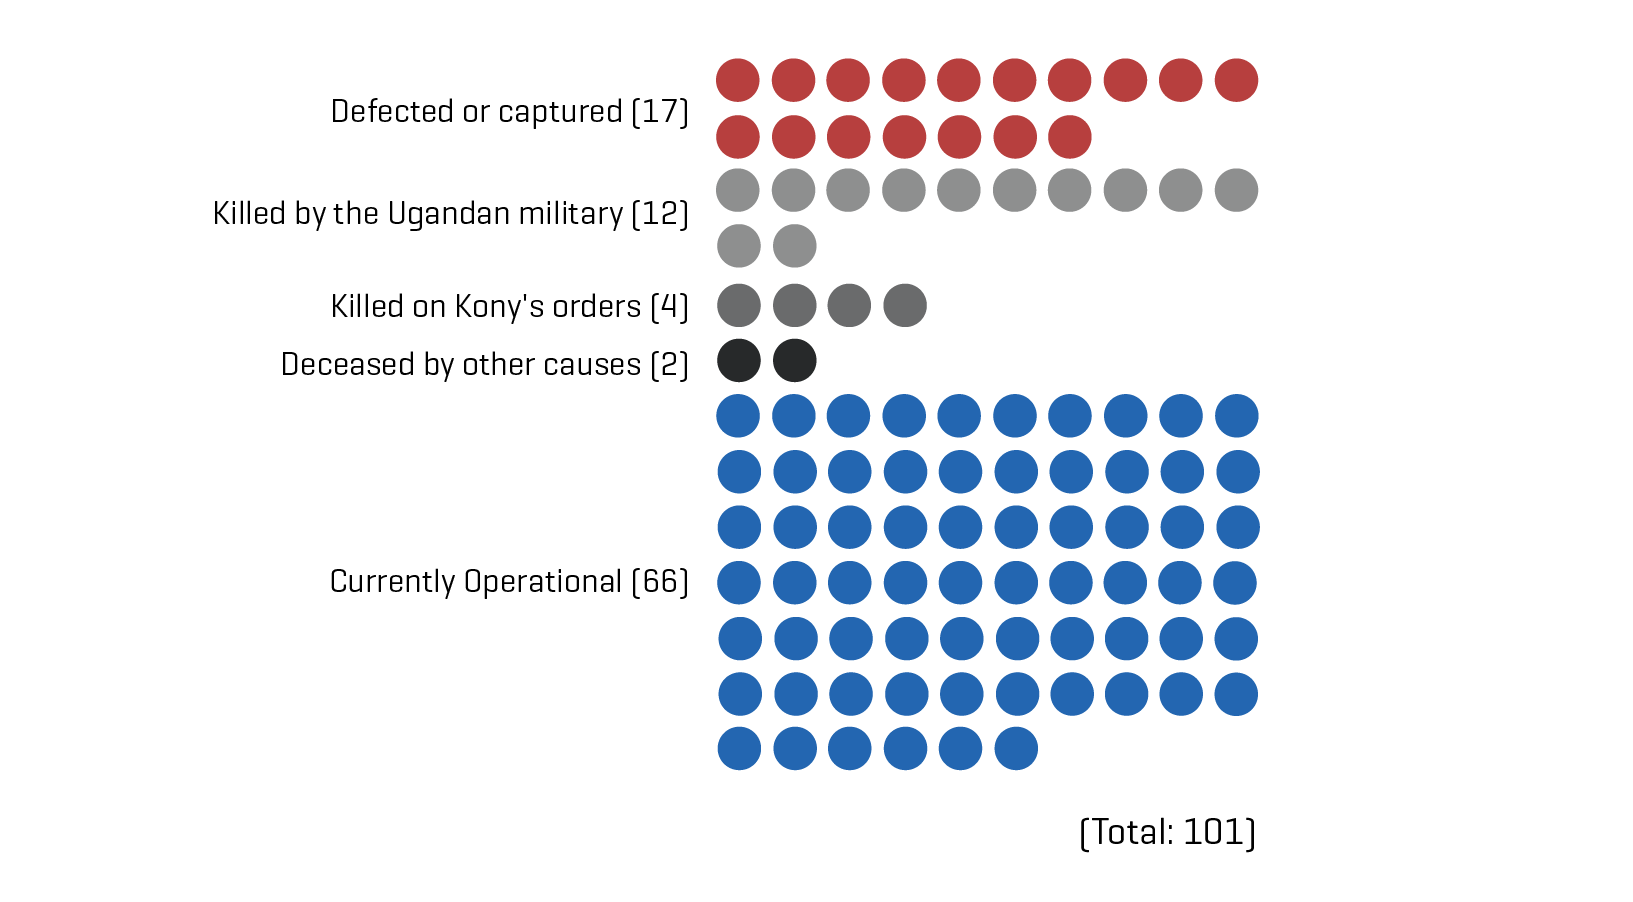 Defected or captured (17)
Killed by the Ugandan military (12)
Killed on Kony's orders (4)
Deceased by other causes (2)
Currently Operational (66)
(Total: 101)